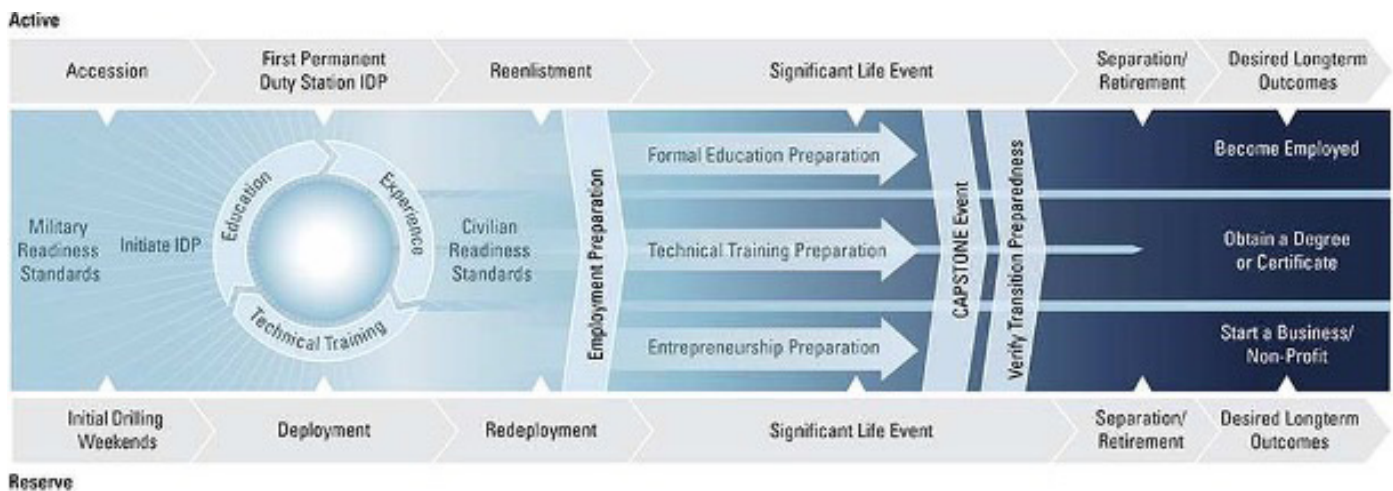 Active
Accession
First Permanent
Duty Station IDP
Reenlistment
Significant Life Event
Separation/
Retirement
Desired Longterm
Outcomes
Military
Readiness
Standards
Initiate IDP
Education
Experience
Technical Training
Civilian
Readiness
Standards
Employment Preparation
Formal Education Preparation
Technical Training Preparation
Entrepreneurship Preparation
CAPSTONE Event
Verify Transition Preparedness
Become Employed
Obtain a Degree
or Certificate
Start a Business/
Non-Profit
Initial Drilling
Weekends
Deployment
Redeployment
Significant Life Event
Separation/
Retirement
Desired Longterm
Outcomes
Reserve